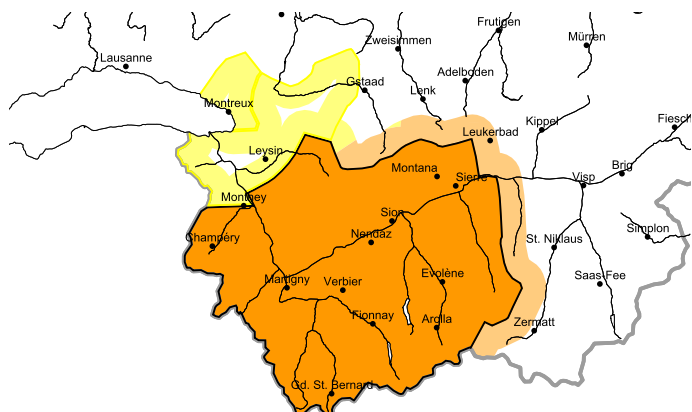 Frutigen
Zweisimmen
Mürren
Lausanne
Adelboden
Gstaad
Lenk
Montreux
Kippel
Fiesch
Leukerbad
Leysin
Montana
Sierre
Visp
Brig
Monthey
Sion
Simplon
Champéry
Nendaz
St. Niklaus
Martigny
Verbier
Evolène
Saas-Fee
Fionnay
Arolla
Zermatt
Gd. St. Bernard